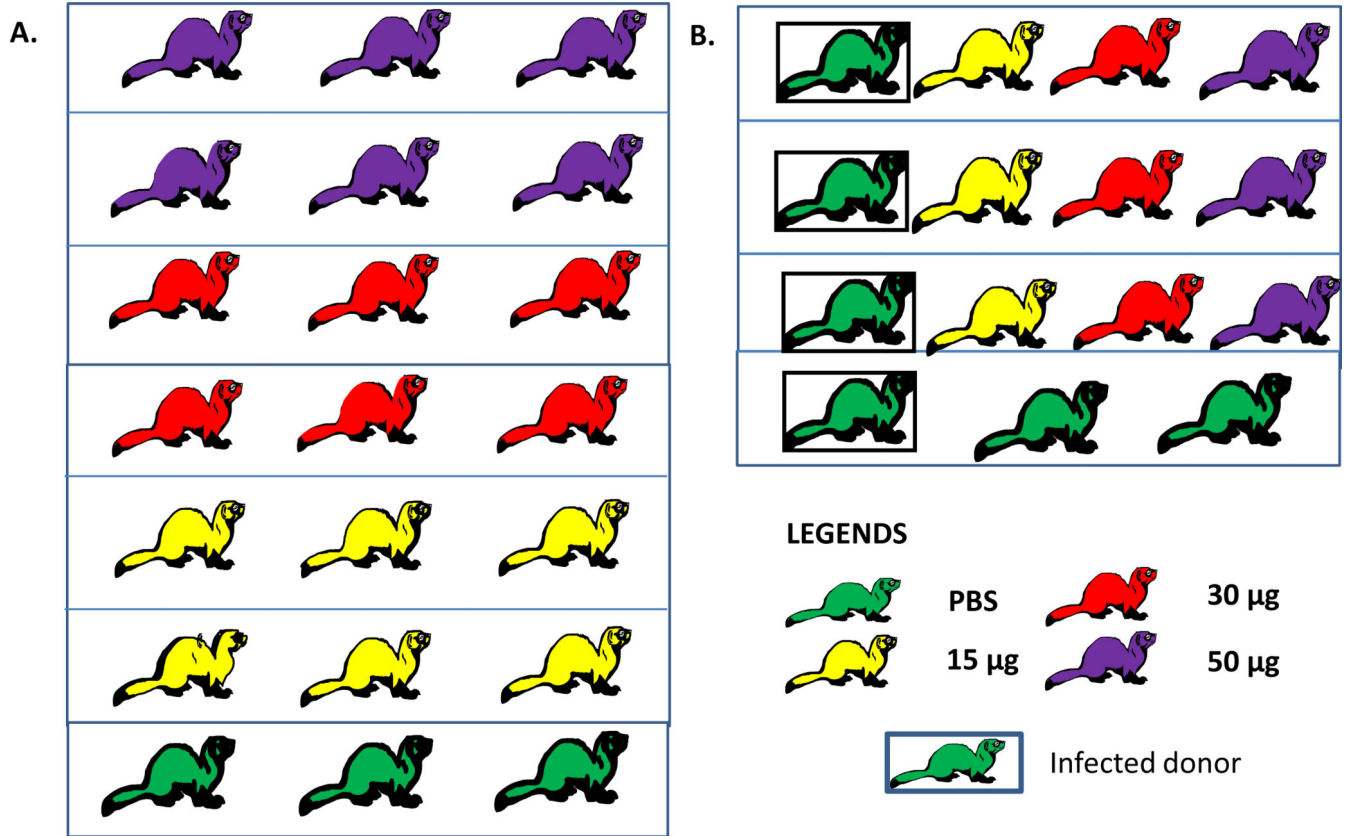 A.
B.
LEGENDS
PBS
30 µg
15 µg
50 µg
Infected donor